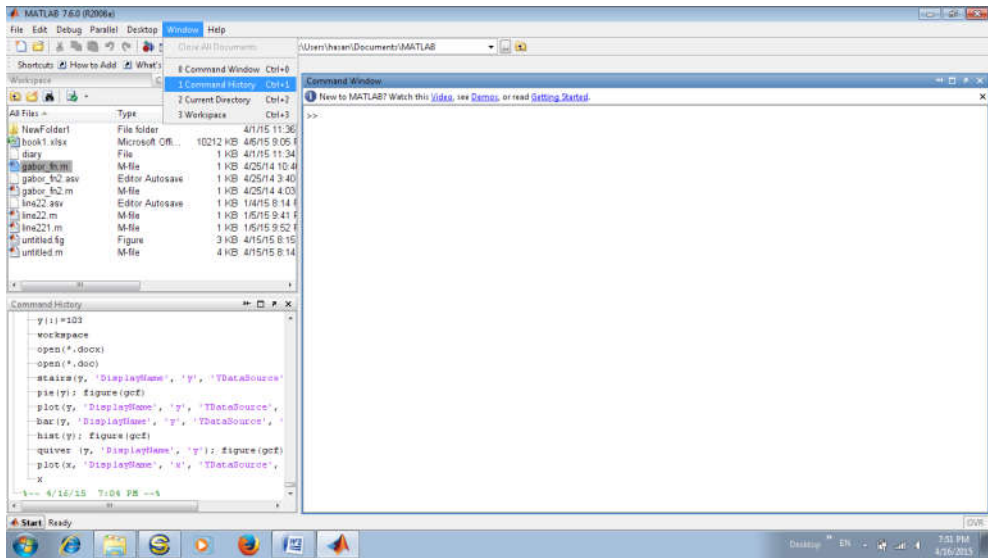 MATLAB 7.6.0 (R2008a)
File Edit Debug Parallel Desktop Window Help
Close All Documents
0 Command Window Ctrl+0
1 Command History Ctrl+1
2 Current Directory Ctrl+2
3 Workspace Ctrl+3
:\Users\hasan\Documents\MATLAB
Shortcuts How to Add What's
Workspace
All Files Type
NewFolder1 File folder 4/1/15 11:36
book1.xlsx Microsoft Offi... 10212 KB 4/6/15 9:05
diary File 1 KB 4/1/15 11:34
gabor_fn.m M-file 1 KB 4/25/14 10:4
gabor_fn2.asv Editor Autosave 1 KB 4/25/14 3:40
gabor_fn2.m M-file 1 KB 4/25/14 4:03
line22.asv Editor Autosave 1 KB 1/4/15 8:14
line22.m M-file 1 KB 1/5/15 9:41
line221.m M-file 1 KB 1/5/15 9:52
untitled.fig Figure 3 KB 4/15/15 8:15
untitled.m M-file 4 KB 4/15/15 8:14
Command History
y(:)=103
workspace
open(*.docx)
open(*.doc)
stairs(y, 'DisplayName', 'y', 'YDataSource'
pie(y); figure(gcf)
plot(y, 'DisplayName', 'y', 'YDataSource',
bar(y, 'DisplayName', 'y', 'YDataSource', '
hist(y); figure(gcf)
quiver (y, 'DisplayName', 'y'); figure(gcf)
plot(x, 'DisplayName', 'x', 'YDataSource',
x
%-- 4/16/15 7:04 PM --%
Command Window
New to MATLAB? Watch this Video, see Demos, or read Getting Started.
>>
Start Ready
OVR
Desktop EN 7:51 PM
4/16/2015